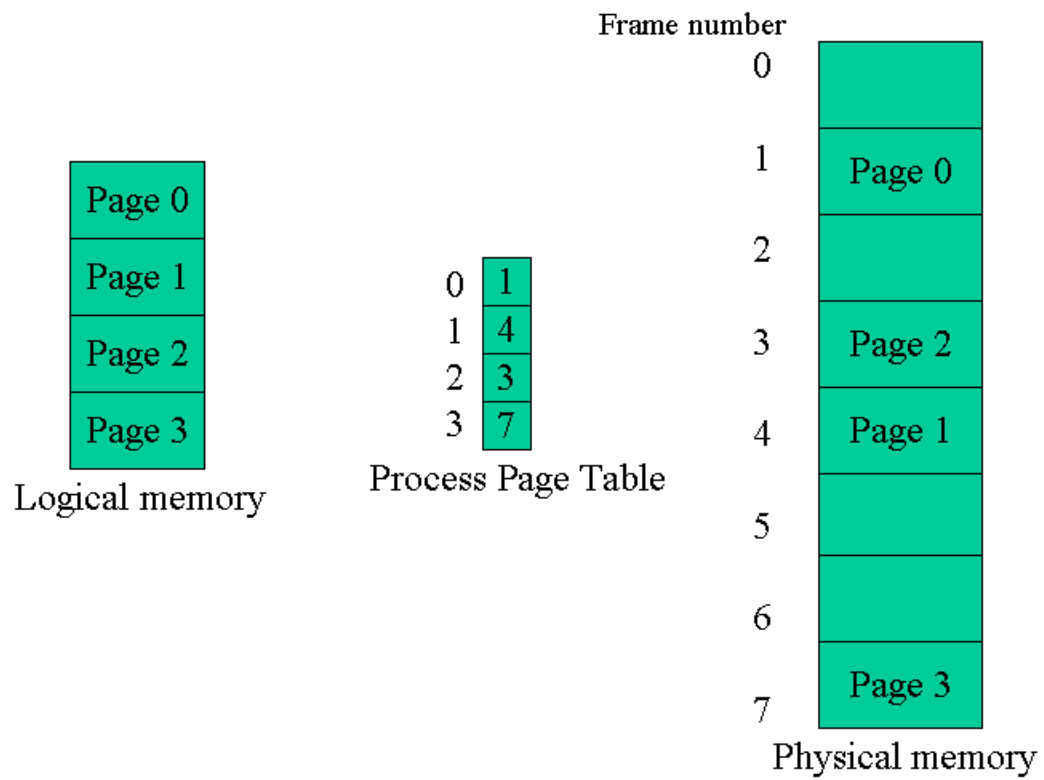 Page 0
Page 1
Page 2
Page 3
Logical memory
0 1
1 4
2 3
3 7
Process Page Table
Frame number
0
1 Page 0
2
3 Page 2
4 Page 1
5
6
7 Page 3
Physical memory